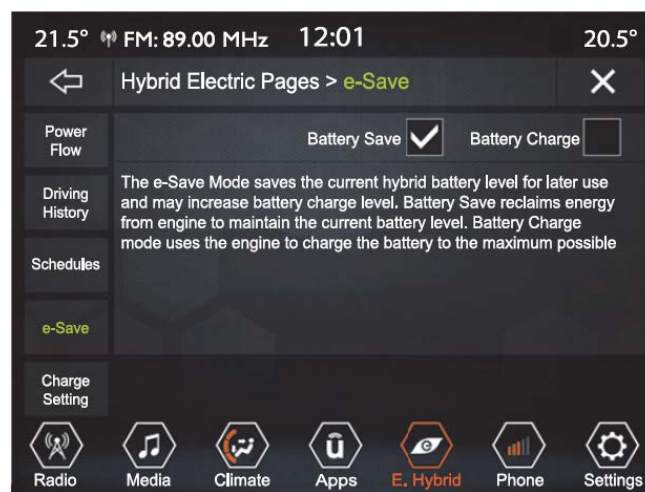 21.5° FM: 89.00 MHz 12:01 20.5°
Hybrid Electric Pages > e-Save
Power
Flow
Battery Save Battery Charge
Driving
History
The e-Save Mode saves the current hybrid battery level for later use
and may increase battery charge level. Battery Save reclaims energy
from engine to maintain the current battery level. Battery Charge
mode uses the engine to charge the battery to the maximum possible
Schedules
e-Save
Charge
Setting
û
Radio Media Climate Apps E. Hybrid Phone Settings